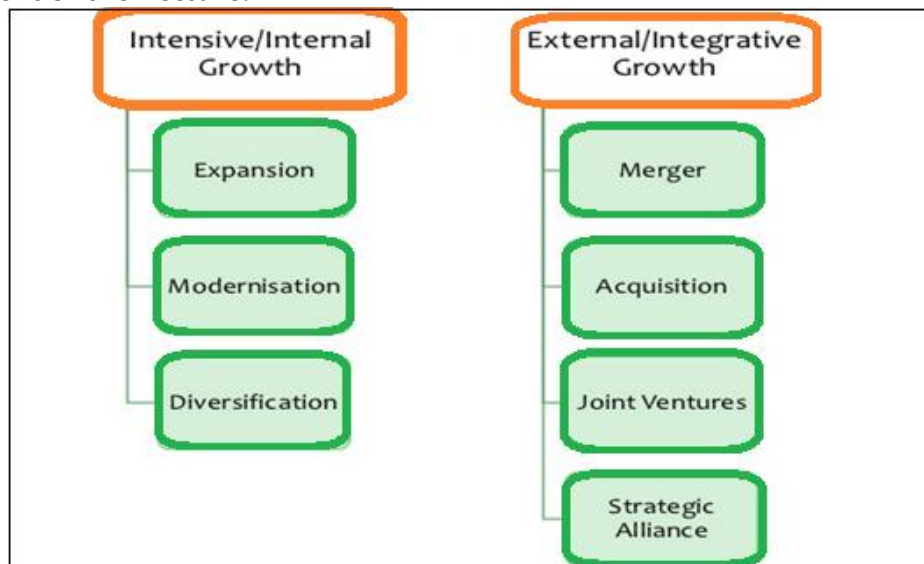 Intensive/Internal
Growth
Expansion
Modernisation
Diversification
External/Integrative
Growth
Merger
Acquisition
Joint Ventures
Strategic
Alliance